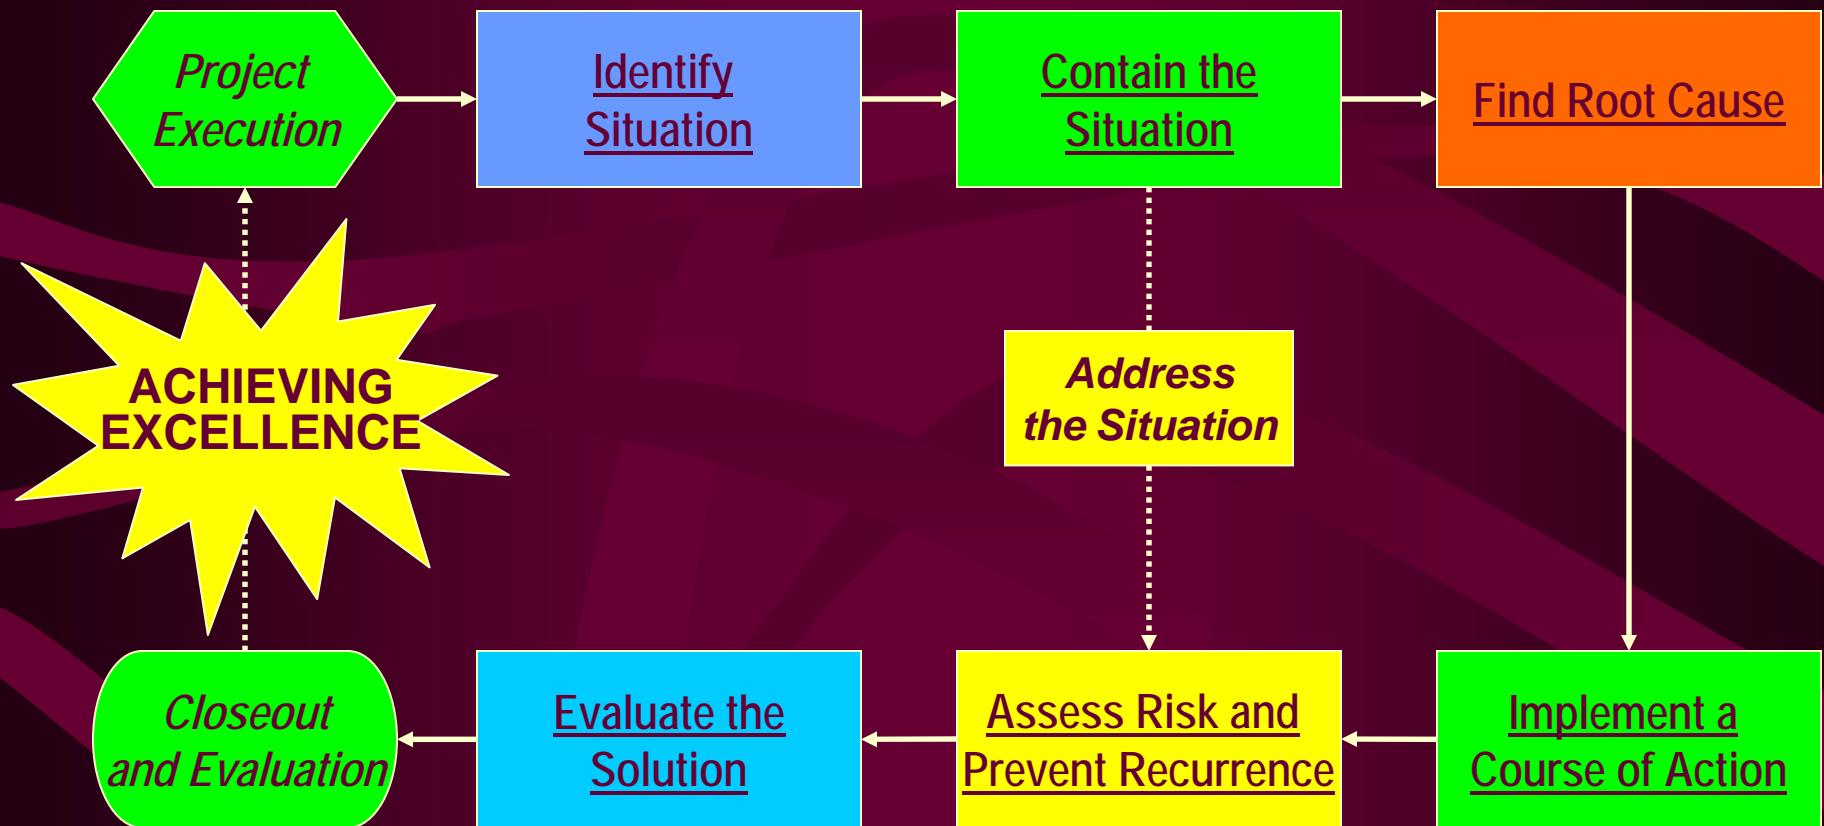 Project
Execution
Identify
Situation
Contain the
Situation
Find Root Cause
ACHIEVING
EXCELLENCE
Address
the Situation
Closeout
and Evaluation
Evaluate the
Solution
Assess Risk and
Prevent Recurrence
Implement a
Course of Action